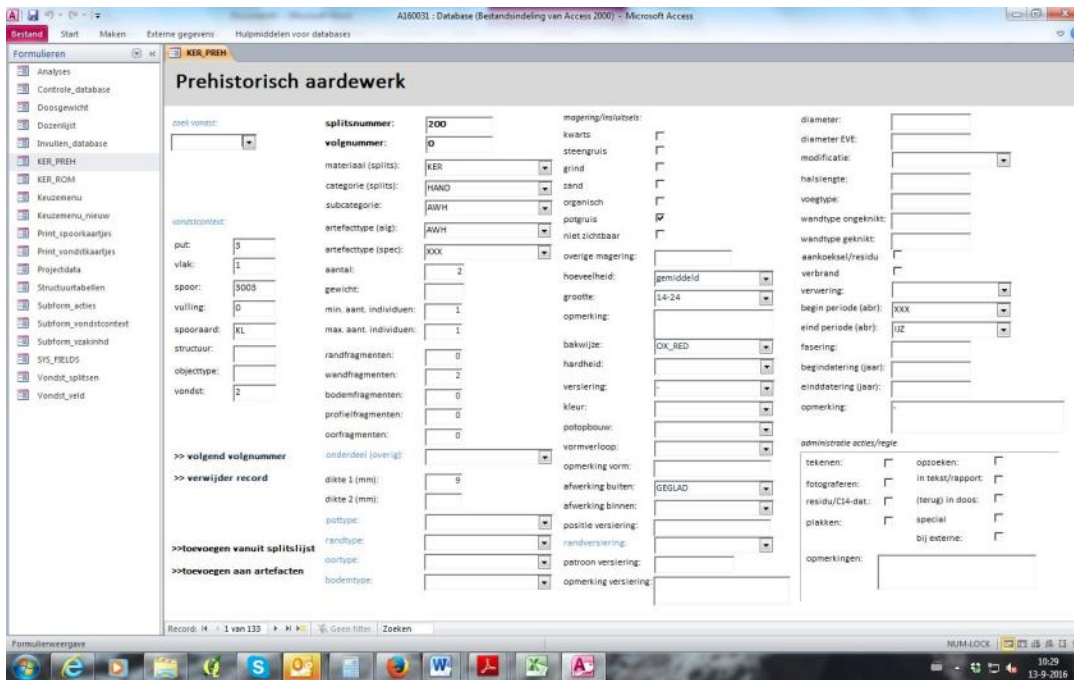 A160031 : Database (Bestandsindeling van Access 2000) - Microsoft Access
Bestand Start Maken Externe gegevens Hulpmiddelen voor databases
Formulieren
Analyses
Controle_database
Doosgewicht
Dozenlijst
Invullen_database
KER_PREH
KER_ROM
Keuzemenu
Keuzemenu_nieuw
Print_spoorkaartjes
Print_vondstkaartjes
Projectdata
Structuurtabellen
Subform_acties
Subform_vondstcontext
Subform_vzakinhd
SYS_FIELDS
Vondst_splitsen
Vondst_veld
KER_PREH
Prehistorisch aardewerk
zoek vondst:
vondstcontext:
put: 3
vlak: 1
spoor: 3003
vulling: 0
spooraard: KL
structuur:
objecttype:
vondst: 2
>> volgend volgnummer
>> verwijder record
>>toevoegen vanuit splitslijst
>>toevoegen aan artefacten
splitsnummer: 200
volgnummer: 0
materiaal (splits): KER
categorie (splits): HAND
subcategorie: AWH
artefacttype (alg): AWH
artefacttype (spec): XXX
aantal: 2
gewicht:
min. aant. individuen: 1
max. aant. individuen: 1
randfragmenten: 0
wandfragmenten: 2
bodemfragmenten: 0
profielfragmenten: 0
oorfragmenten: 0
onderdeel (overig):
dikte 1 (mm): 9
dikte 2 (mm):
pottype:
randtype:
oortype:
bodemtype:
magering/insluitsels:
kwarts
steengruis
grind
zand
organisch
potgruis
niet zichtbaar
overige magering:
hoeveelheid: gemiddeld
grootte: 14-24
opmerking:
bakwijze: OX_RED
hardheid:
versiering: -
kleur:
potopbouw:
vormverloop:
opmerking vorm:
afwerking buiten: GEGLAD
afwerking binnen:
positie versiering:
randversiering:
patroon versiering:
opmerking versiering:
diameter:
diameter EVE:
modificatie:
halslengte:
voegtype:
wandtype ongeknikt:
wandtype geknikt:
aankoeksel/residu
verbrand
verwering:
begin periode (abr): XXX
eind periode (abr): IJZ
fasering:
begindatering (jaar):
einddatering (jaar):
opmerking: -
administratie acties/regie
tekenen: opzoeken:
fotograferen: in tekst/rapport:
residu/C14-dat.: (terug) in doos:
plakken: special
bij externe:
opmerkingen:
Record: 1 van 133 Geen filter Zoeken
Formulierweergave NUM-LOCK
10:29
13-9-2016